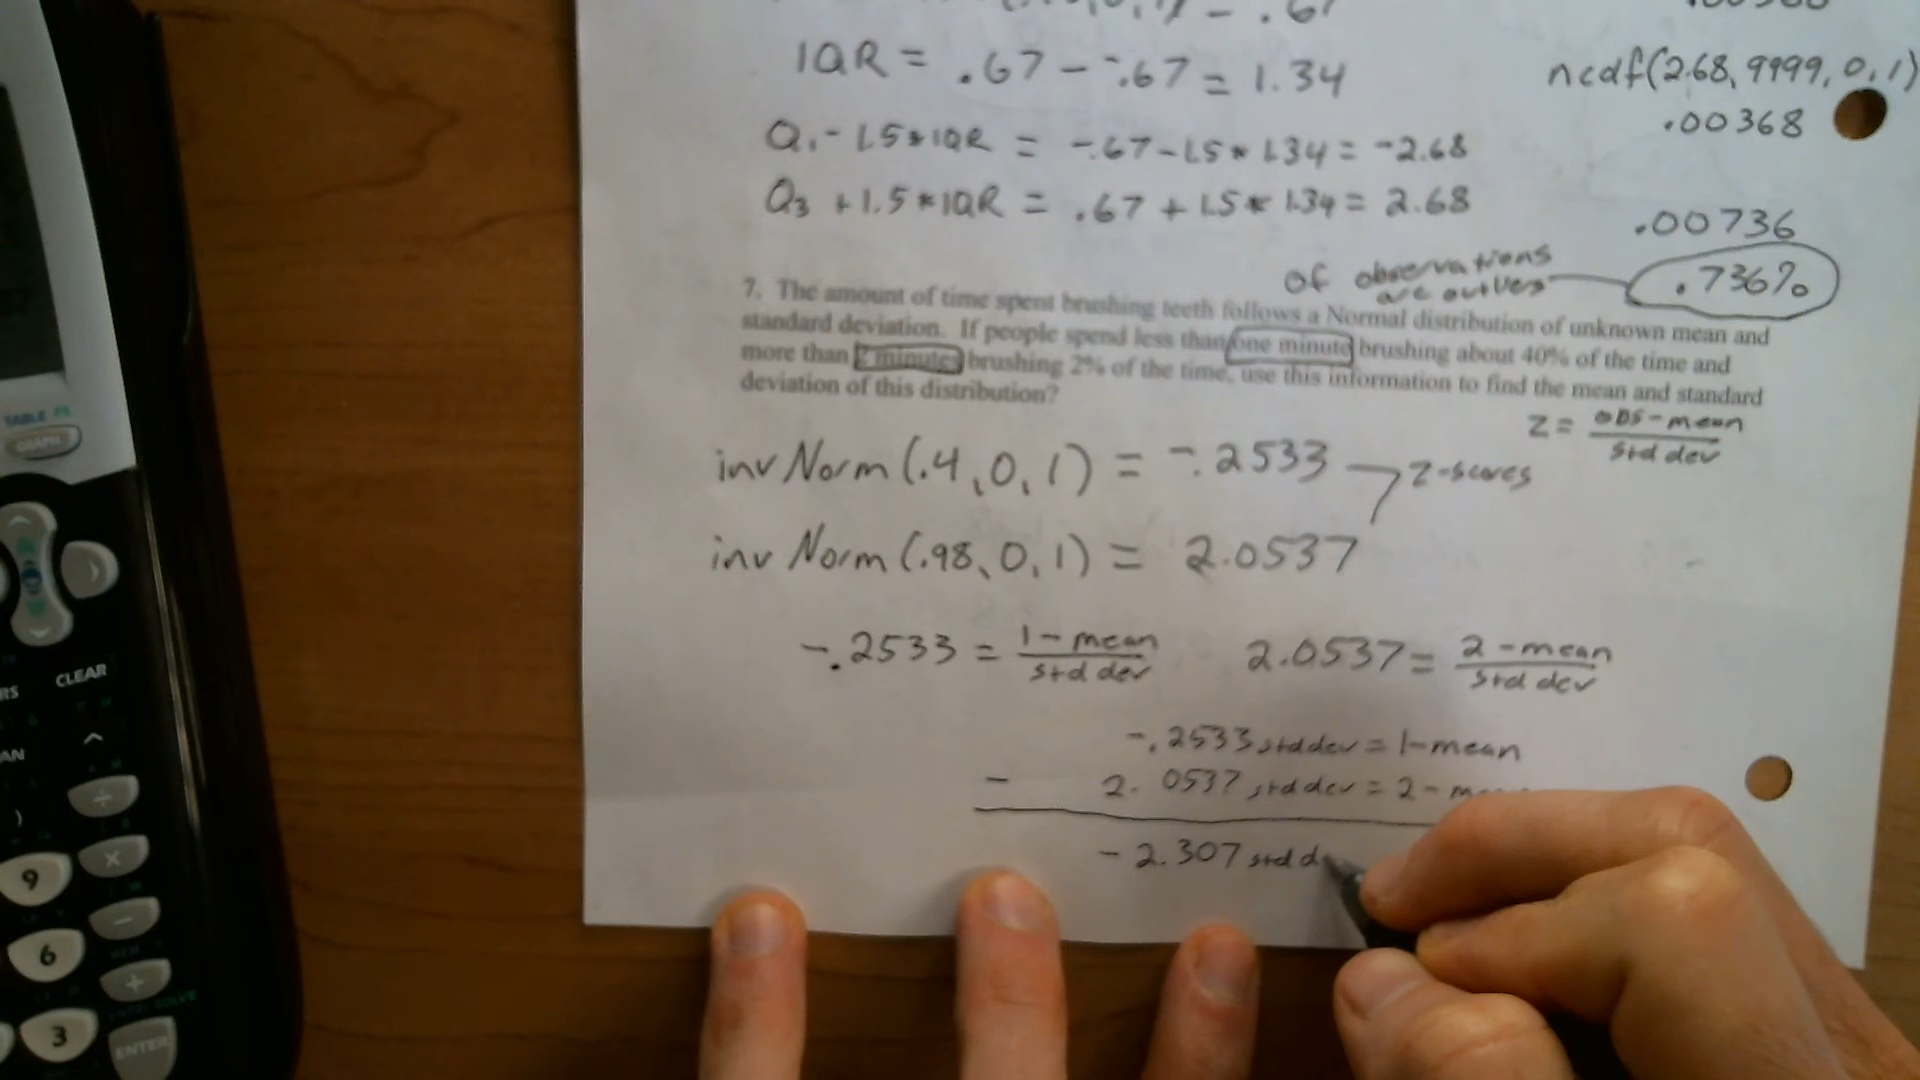 IQR = .67 - -.67 = 1.34
ncdf(2.68, 9999, 0, 1)
.00368
Q1 - 1.5*IQR = -.67-1.5*1.34 = -2.68
Q3 + 1.5*IQR = .67+1.5*1.34 = 2.68
.00736
.736%
of observations
are outliers
7. The amount of time spent brushing teeth follows a Normal distribution of unknown mean and
standard deviation. If people spend less than one minute brushing about 40% of the time and
more than 2 minutes brushing 2% of the time, use this information to find the mean and standard
deviation of this distribution?
z = obs-mean
std dev
invNorm(.4,0,1) = -.2533
z-scores
invNorm(.98,0,1) = 2.0537
-.2533 = 1-mean
std dev
2.0537 = 2-mean
std dev
-.2533 std dev = 1-mean
- 2.0537 std dev = 2-
-2.307 std d
TABLE F5
GRAPH
CLEAR
9
×
6
+
3
ENTER